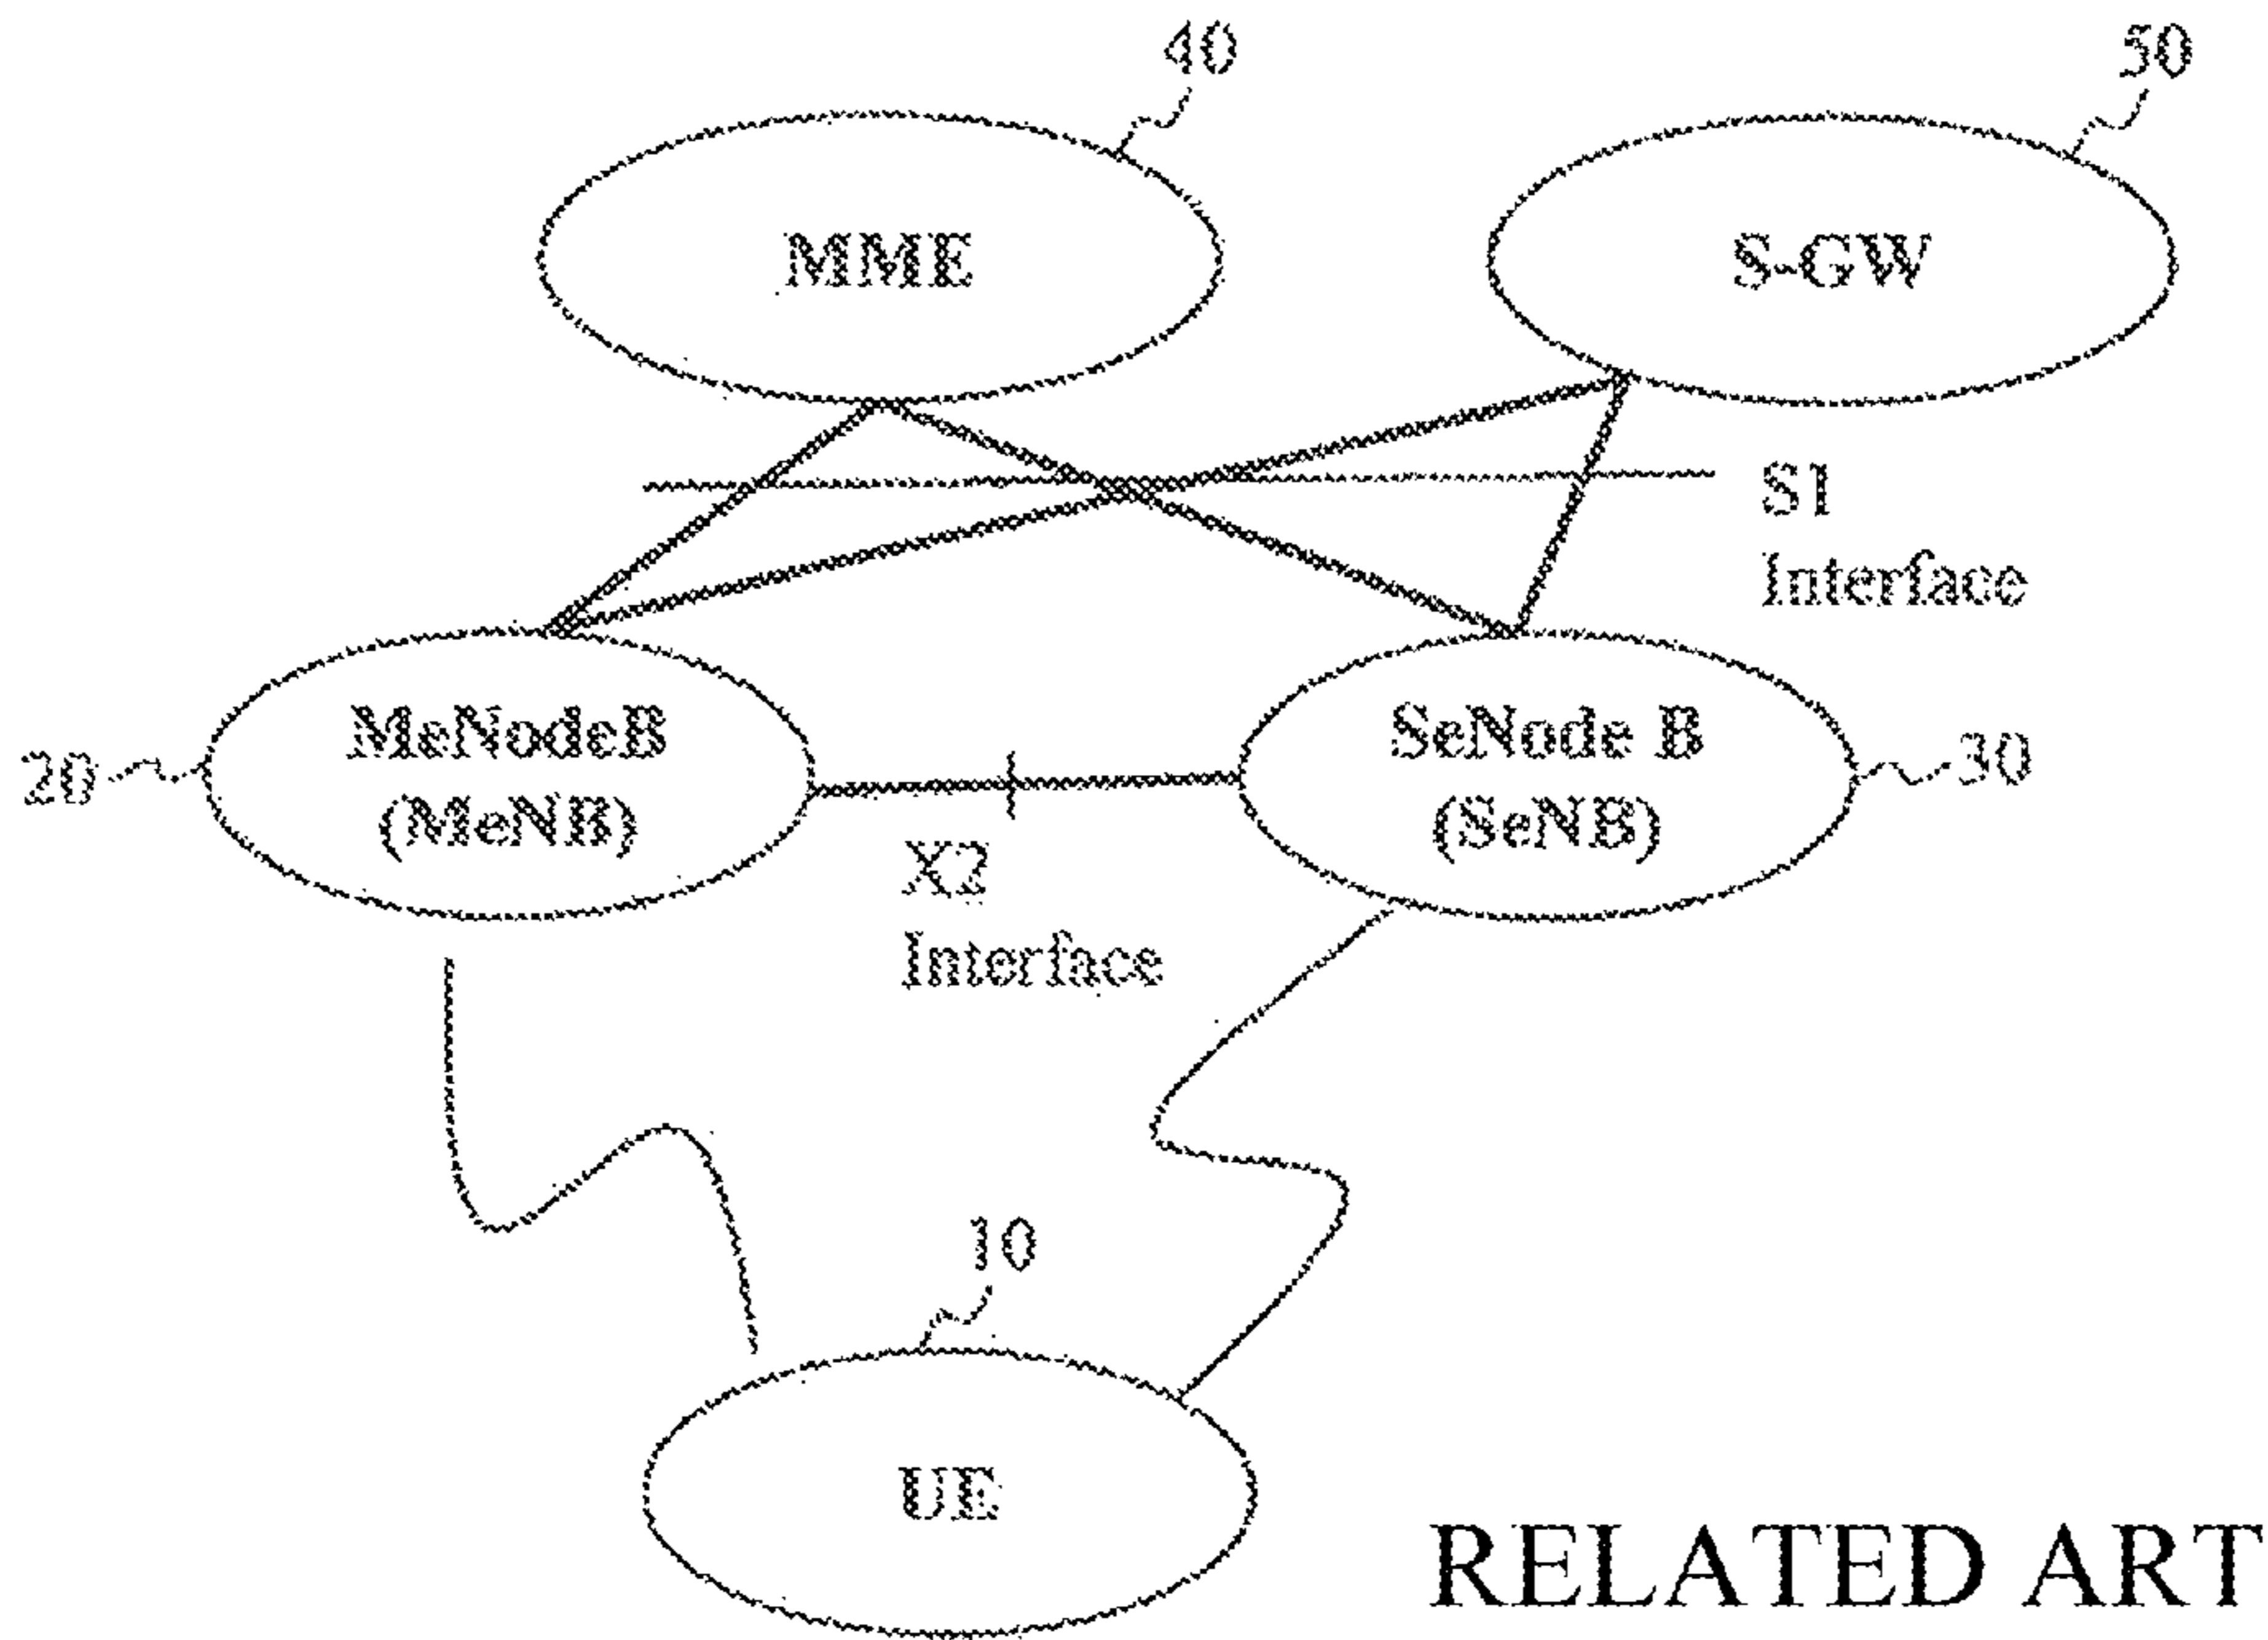 40
50
MME
S-GW
S1
Interface
MeNodeB
(MeNB)
SeNode B
(SeNB)
20
30
X2
Interface
10
UE
RELATED ART